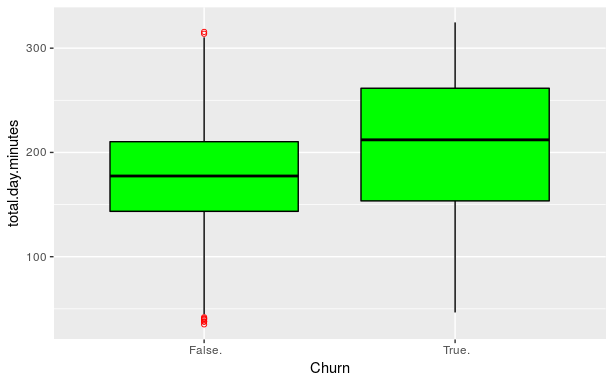 total.day.minutes
300
200
100
False.
True.
Churn